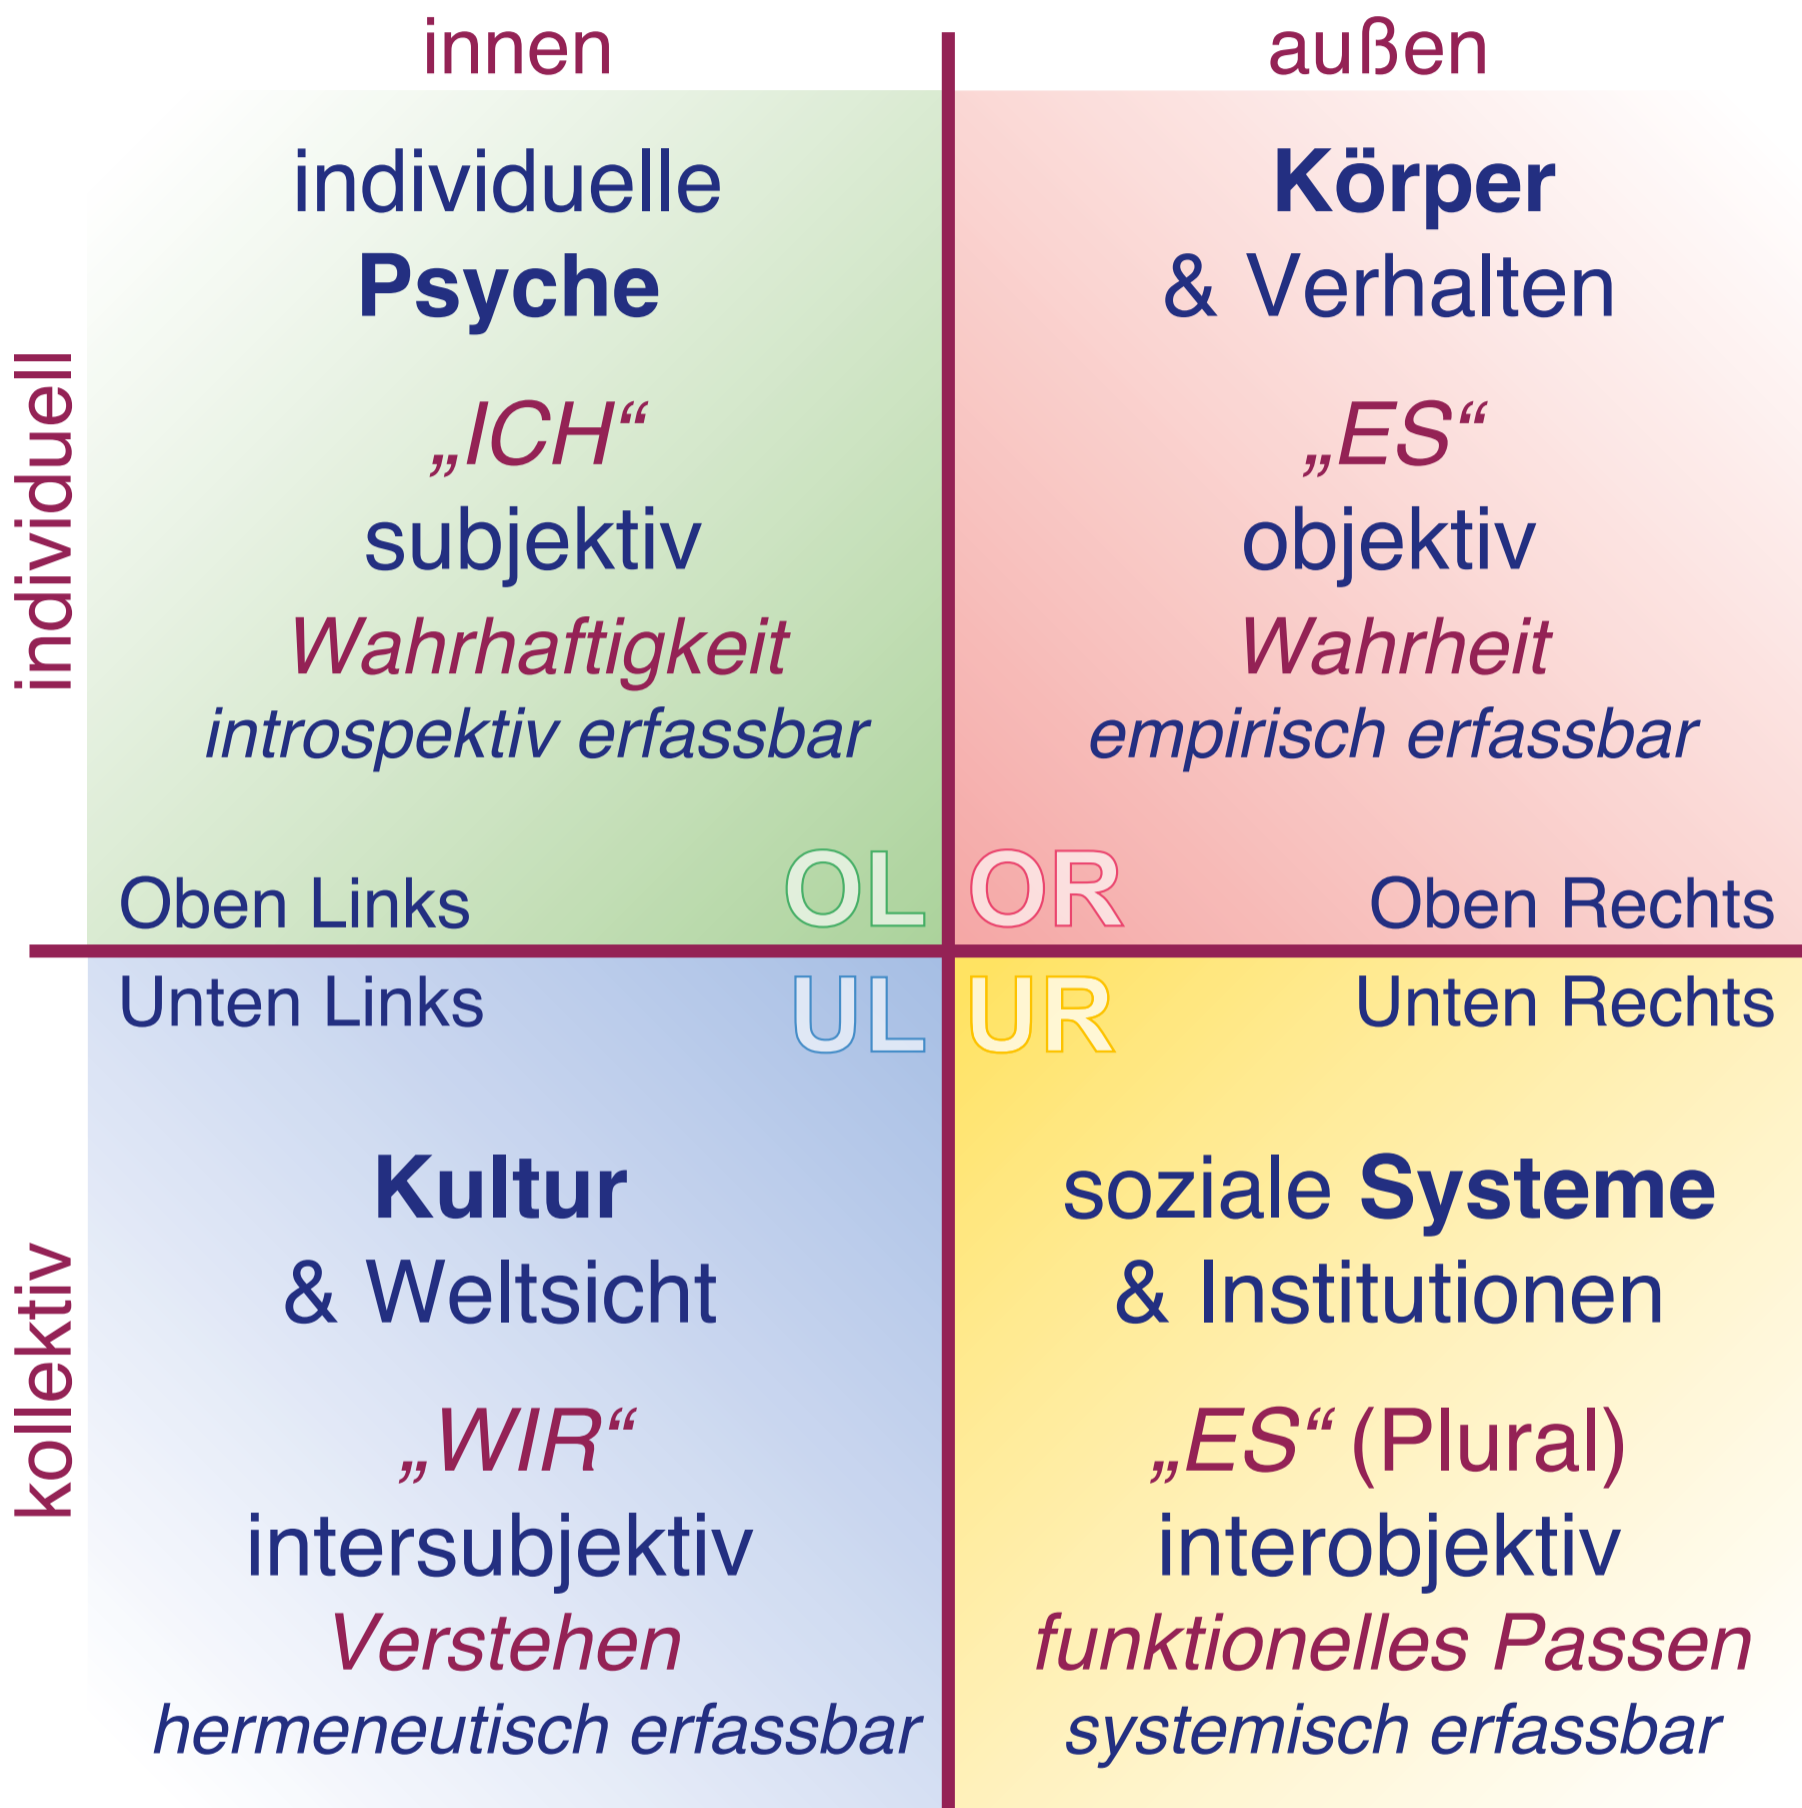 innen
außen
individuell
individuelle
Psyche
„ICH“
subjektiv
Wahrhaftigkeit
introspektiv erfassbar
Oben Links
OL
Körper
& Verhalten
„ES“
objektiv
Wahrheit
empirisch erfassbar
OR
Oben Rechts
kollektiv
Unten Links
UL
Kultur
& Weltsicht
„WIR“
intersubjektiv
Verstehen
hermeneutisch erfassbar
UR
Unten Rechts
soziale Systeme
& Institutionen
„ES“ (Plural)
interobjektiv
funktionelles Passen
systemisch erfassbar